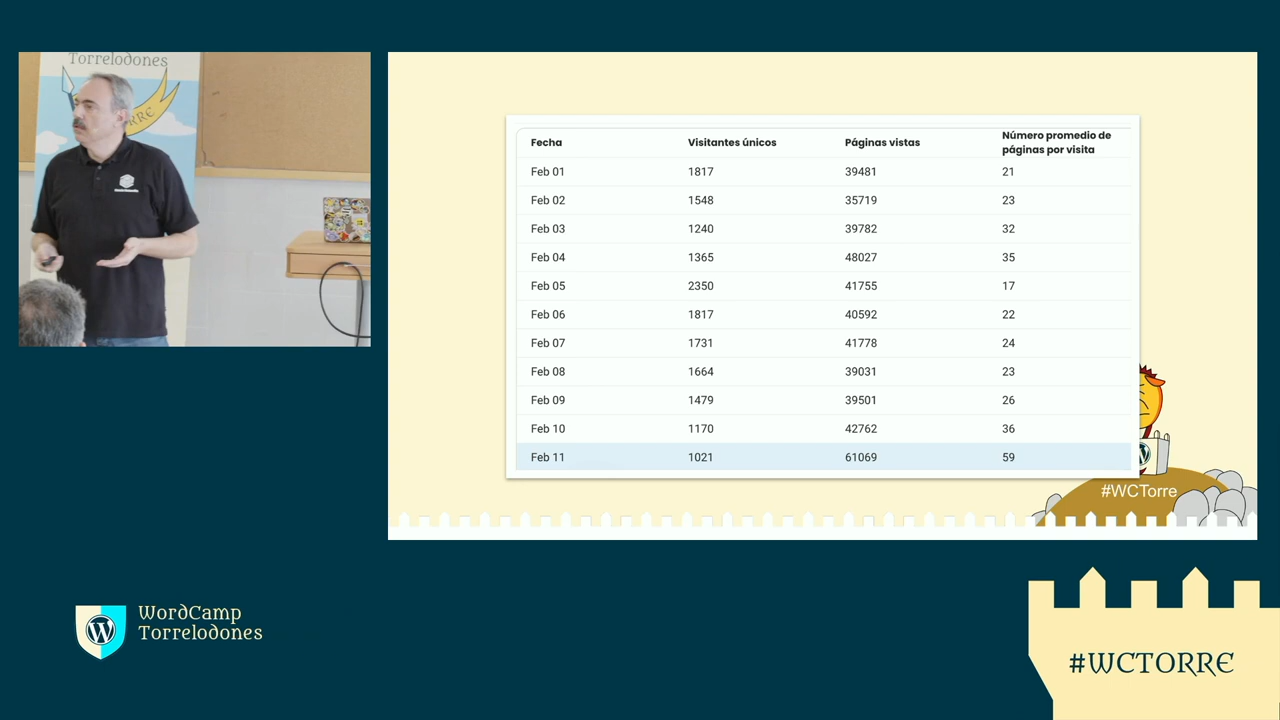 Torrelodones
Fecha Visitantes únicos Páginas vistas Número promedio de páginas por visita
Feb 01 1817 39481 21
Feb 02 1548 35719 23
Feb 03 1240 39782 32
Feb 04 1365 48027 35
Feb 05 2350 41755 17
Feb 06 1817 40592 22
Feb 07 1731 41778 24
Feb 08 1664 39031 23
Feb 09 1479 39501 26
Feb 10 1170 42762 36
Feb 11 1021 61069 59
#WCTorre
WordCamp
Torrelodones
#WCTORRE